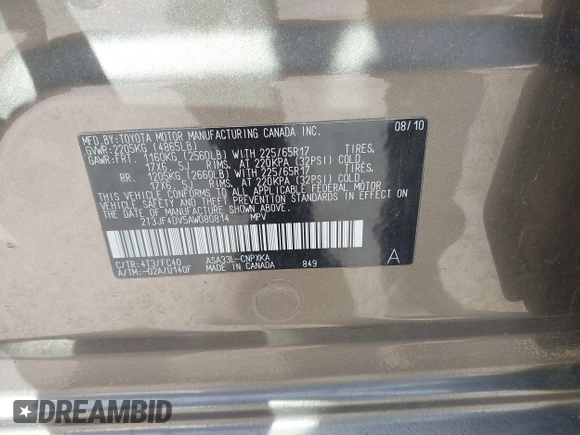 MFD.BY:TOYOTA MOTOR MANUFACTURING CANADA INC. 08/10
GVWR:2205KG (4865LB)
GAWR:FRT. 1160KG (2560LB) WITH 225/65R17 TIRES,
17X6.5J RIMS, AT 220KPA (32PSI) COLD.
RR. 1205KG (2660LB) WITH 225/65R17 TIRES,
17X6.5J RIMS, AT 220KPA (32PSI) COLD.
THIS VEHICLE CONFORMS TO ALL APPLICABLE FEDERAL MOTOR
VEHICLE SAFETY AND THEFT PREVENTION STANDARDS IN EFFECT ON
THE DATE OF MANUFACTURE SHOWN ABOVE.
2T3JF4DV5AW080814 MPV
C/TR:4T3/FC40 ASA33L-CNPXKA
A/TM:-02A/U140F MADE IN CANADA 849 A
DREAMBID